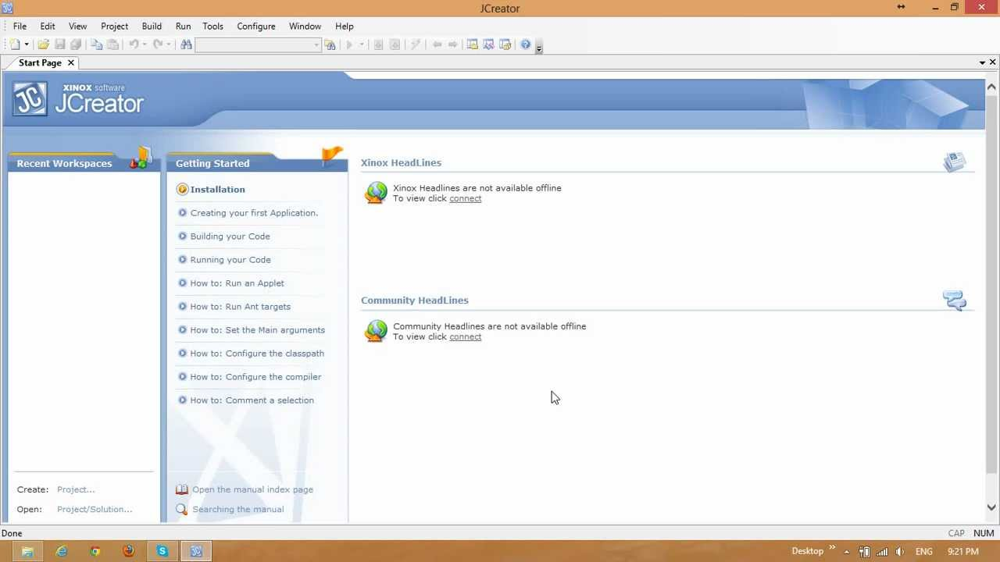 JCreator
File Edit View Project Build Run Tools Configure Window Help
Start Page
XINOX software
JC JCreator
Recent Workspaces
Create: Project...
Open: Project/Solution...
Getting Started
Installation
Creating your first Application.
Building your Code
Running your Code
How to: Run an Applet
How to: Run Ant targets
How to: Set the Main arguments
How to: Configure the classpath
How to: Configure the compiler
How to: Comment a selection
Open the manual index page
Searching the manual
Xinox HeadLines
Xinox Headlines are not available offline
To view click connect
Community HeadLines
Community Headlines are not available offline
To view click connect
Done CAP NUM
Desktop ENG 9:21 PM